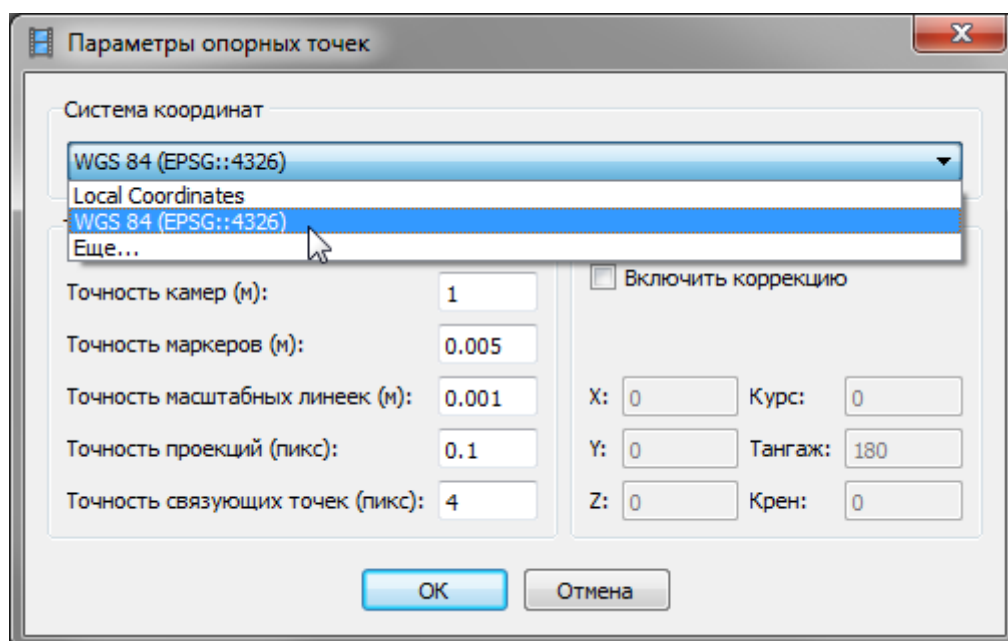 Параметры опорных точек
Система координат
WGS 84 (EPSG::4326)
Local Coordinates
WGS 84 (EPSG::4326)
Еще...
Включить коррекцию
Точность камер (м): 1
Точность маркеров (м): 0.005
Точность масштабных линеек (м): 0.001 X: 0 Курс: 0
Точность проекций (пикс): 0.1 Y: 0 Тангаж: 180
Точность связующих точек (пикс): 4 Z: 0 Крен: 0
OK Отмена